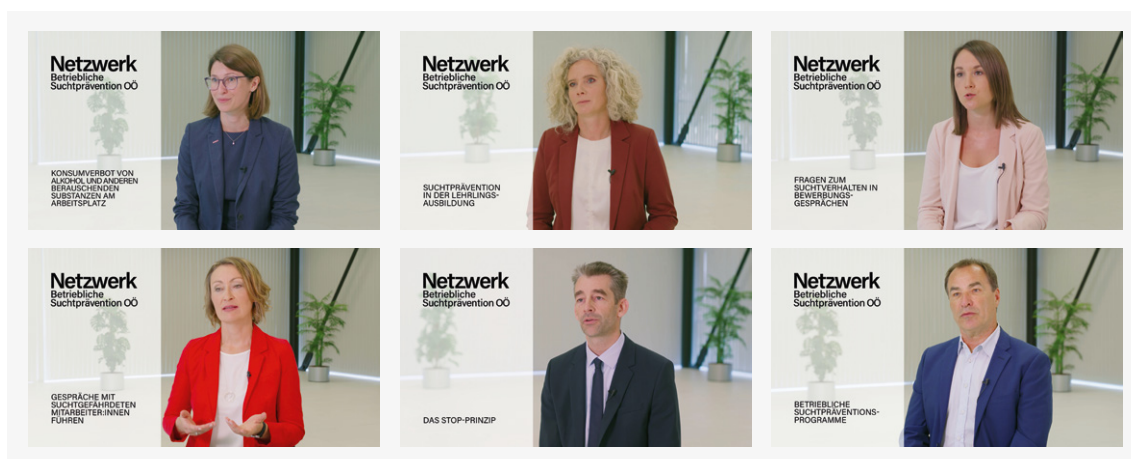 Netzwerk
Betriebliche
Suchtprävention OÖ
KONSUMVERBOT VON
ALKOHOL UND ANDEREN
BERAUSCHENDEN
SUBSTANZEN AM
ARBEITSPLATZ
Netzwerk
Betriebliche
Suchtprävention OÖ
SUCHTPRÄVENTION
IN DER LEHRLINGS-
AUSBILDUNG
Netzwerk
Betriebliche
Suchtprävention OÖ
FRAGEN ZUM
SUCHTVERHALTEN IN
BEWERBUNGS-
GESPRÄCHEN
Netzwerk
Betriebliche
Suchtprävention OÖ
GESPRÄCHE MIT
SUCHTGEFÄHRDETEN
MITARBEITER:INNEN
FÜHREN
Netzwerk
Betriebliche
Suchtprävention OÖ
DAS STOP-PRINZIP
Netzwerk
Betriebliche
Suchtprävention OÖ
BETRIEBLICHE
SUCHTPRÄVENTIONS-
PROGRAMME